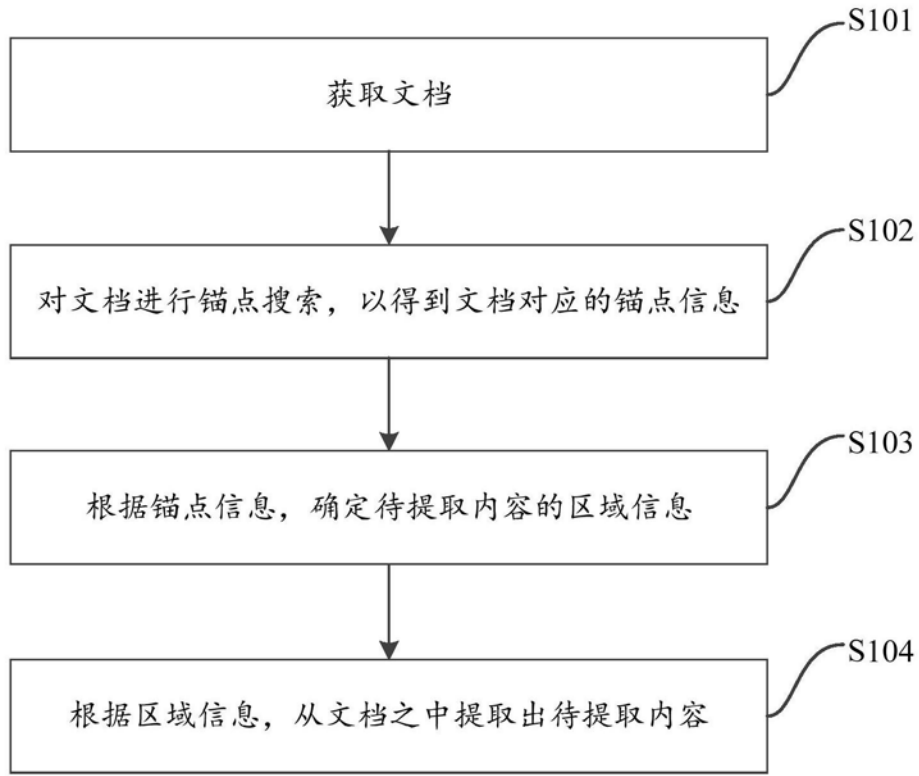 S101
获取文档
S102
对文档进行锚点搜索，以得到文档对应的锚点信息
S103
根据锚点信息，确定待提取内容的区域信息
S104
根据区域信息，从文档之中提取出待提取内容